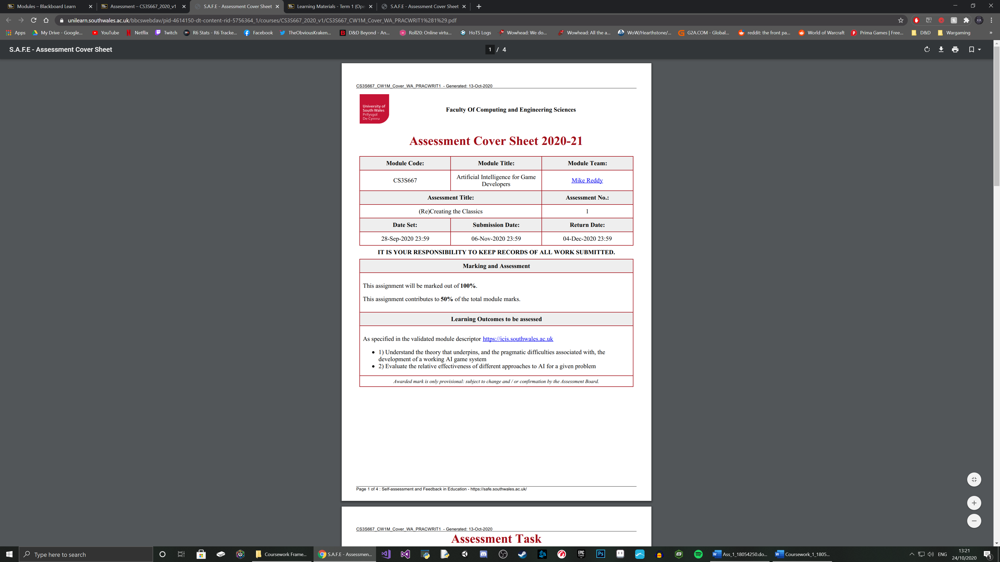 Modules – Blackboard Learn
Assessment – CS3S667_2020_v1
S.A.F.E - Assessment Cover Sheet
Learning Materials - Term 1 (Ope
S.A.F.E - Assessment Cover Sheet
unilearn.southwales.ac.uk/bbcswebdav/pid-4614150-dt-content-rid-5756364_1/courses/CS3S667_2020_v1/CS3S667_CW1M_Cover_WA_PRACWRIT1%281%29.pdf
Apps
My Drive - Google...
YouTube
Netflix
Twitch
R6 Stats - R6 Tracke...
Facebook
TheObviousKraken...
D&D Beyond - An...
Roll20: Online virtu...
HoTS Logs
Wowhead: We do...
Wowhead: All the a...
WoW/Hearthstone/...
G2A.COM - Global...
reddit: the front pa...
World of Warcraft
Prima Games | Free...
D&D
Wargaming
»
S.A.F.E - Assessment Cover Sheet
1 / 4
CS3S667_CW1M_Cover_WA_PRACWRIT1 - Generated: 13-Oct-2020
University of
South Wales
Prifysgol
De Cymru
Faculty Of Computing and Engineering Sciences
Assessment Cover Sheet 2020-21
Module Code:
Module Title:
Module Team:
CS3S667
Artificial Intelligence for Game
Developers
Mike Reddy
Assessment Title:
Assessment No.:
(Re)Creating the Classics
1
Date Set:
Submission Date:
Return Date:
28-Sep-2020 23:59
06-Nov-2020 23:59
04-Dec-2020 23:59
IT IS YOUR RESPONSIBILITY TO KEEP RECORDS OF ALL WORK SUBMITTED.
Marking and Assessment
This assignment will be marked out of 100%.
This assignment contributes to 50% of the total module marks.
Learning Outcomes to be assessed
As specified in the validated module descriptor https://icis.southwales.ac.uk
• 1) Understand the theory that underpins, and the pragmatic difficulties associated with, the
development of a working AI game system
• 2) Evaluate the relative effectiveness of different approaches to AI for a given problem
Awarded mark is only provisional: subject to change and / or confirmation by the Assessment Board.
Page 1 of 4 : Self-assessment and Feedback in Education - https://safe.southwales.ac.uk/
CS3S667_CW1M_Cover_WA_PRACWRIT1 - Generated: 13-Oct-2020
Assessment Task
Type here to search
Coursework Frame...
S.A.F.E - Assessmen...
EPIC
GAMES
Ps
Ass_1_18054250.do...
Coursework_1_1805...
ENG
13:21
24/10/2020
1